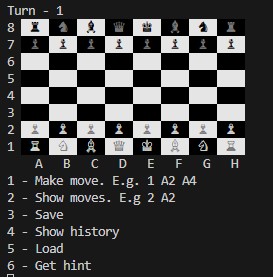 Turn - 1
8
7
6
5
4
3
2
1
A B C D E F G H
1 - Make move. E.g. 1 A2 A4
2 - Show moves. E.g 2 A2
3 - Save
4 - Show history
5 - Load
6 - Get hint